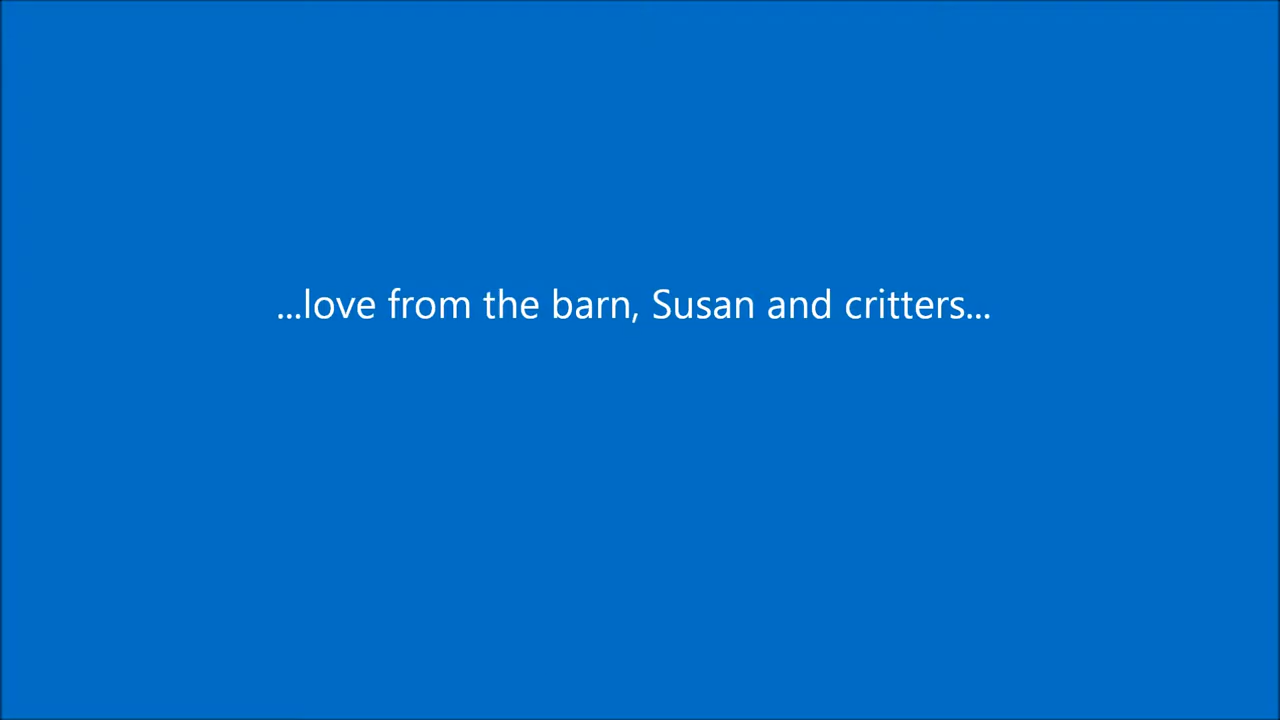 ...love from the barn, Susan and critters...